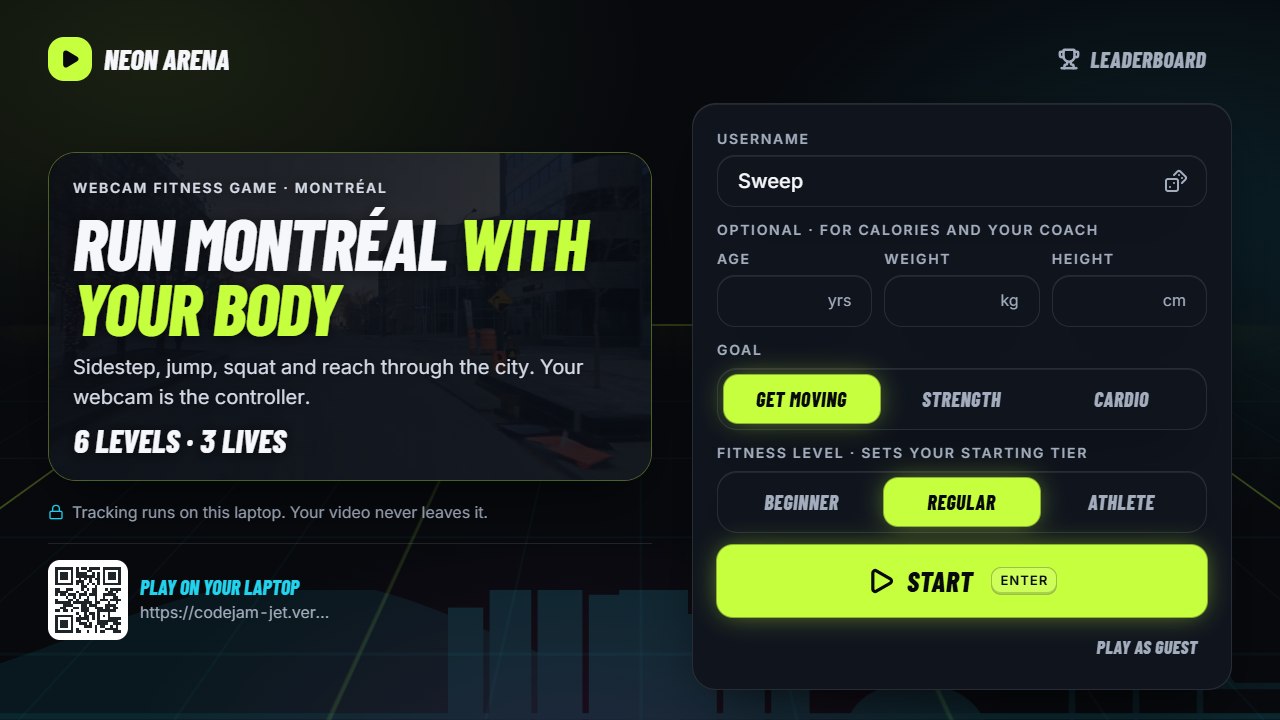 NEON ARENA
LEADERBOARD
WEBCAM FITNESS GAME · MONTRÉAL
RUN MONTRÉAL WITH
YOUR BODY
Sidestep, jump, squat and reach through the city. Your
webcam is the controller.
6 LEVELS · 3 LIVES
Tracking runs on this laptop. Your video never leaves it.
PLAY ON YOUR LAPTOP
https://codejam-jet.ver...
USERNAME
Sweep
OPTIONAL · FOR CALORIES AND YOUR COACH
AGE WEIGHT HEIGHT
yrs kg cm
GOAL
GET MOVING STRENGTH CARDIO
FITNESS LEVEL · SETS YOUR STARTING TIER
BEGINNER REGULAR ATHLETE
START ENTER
PLAY AS GUEST